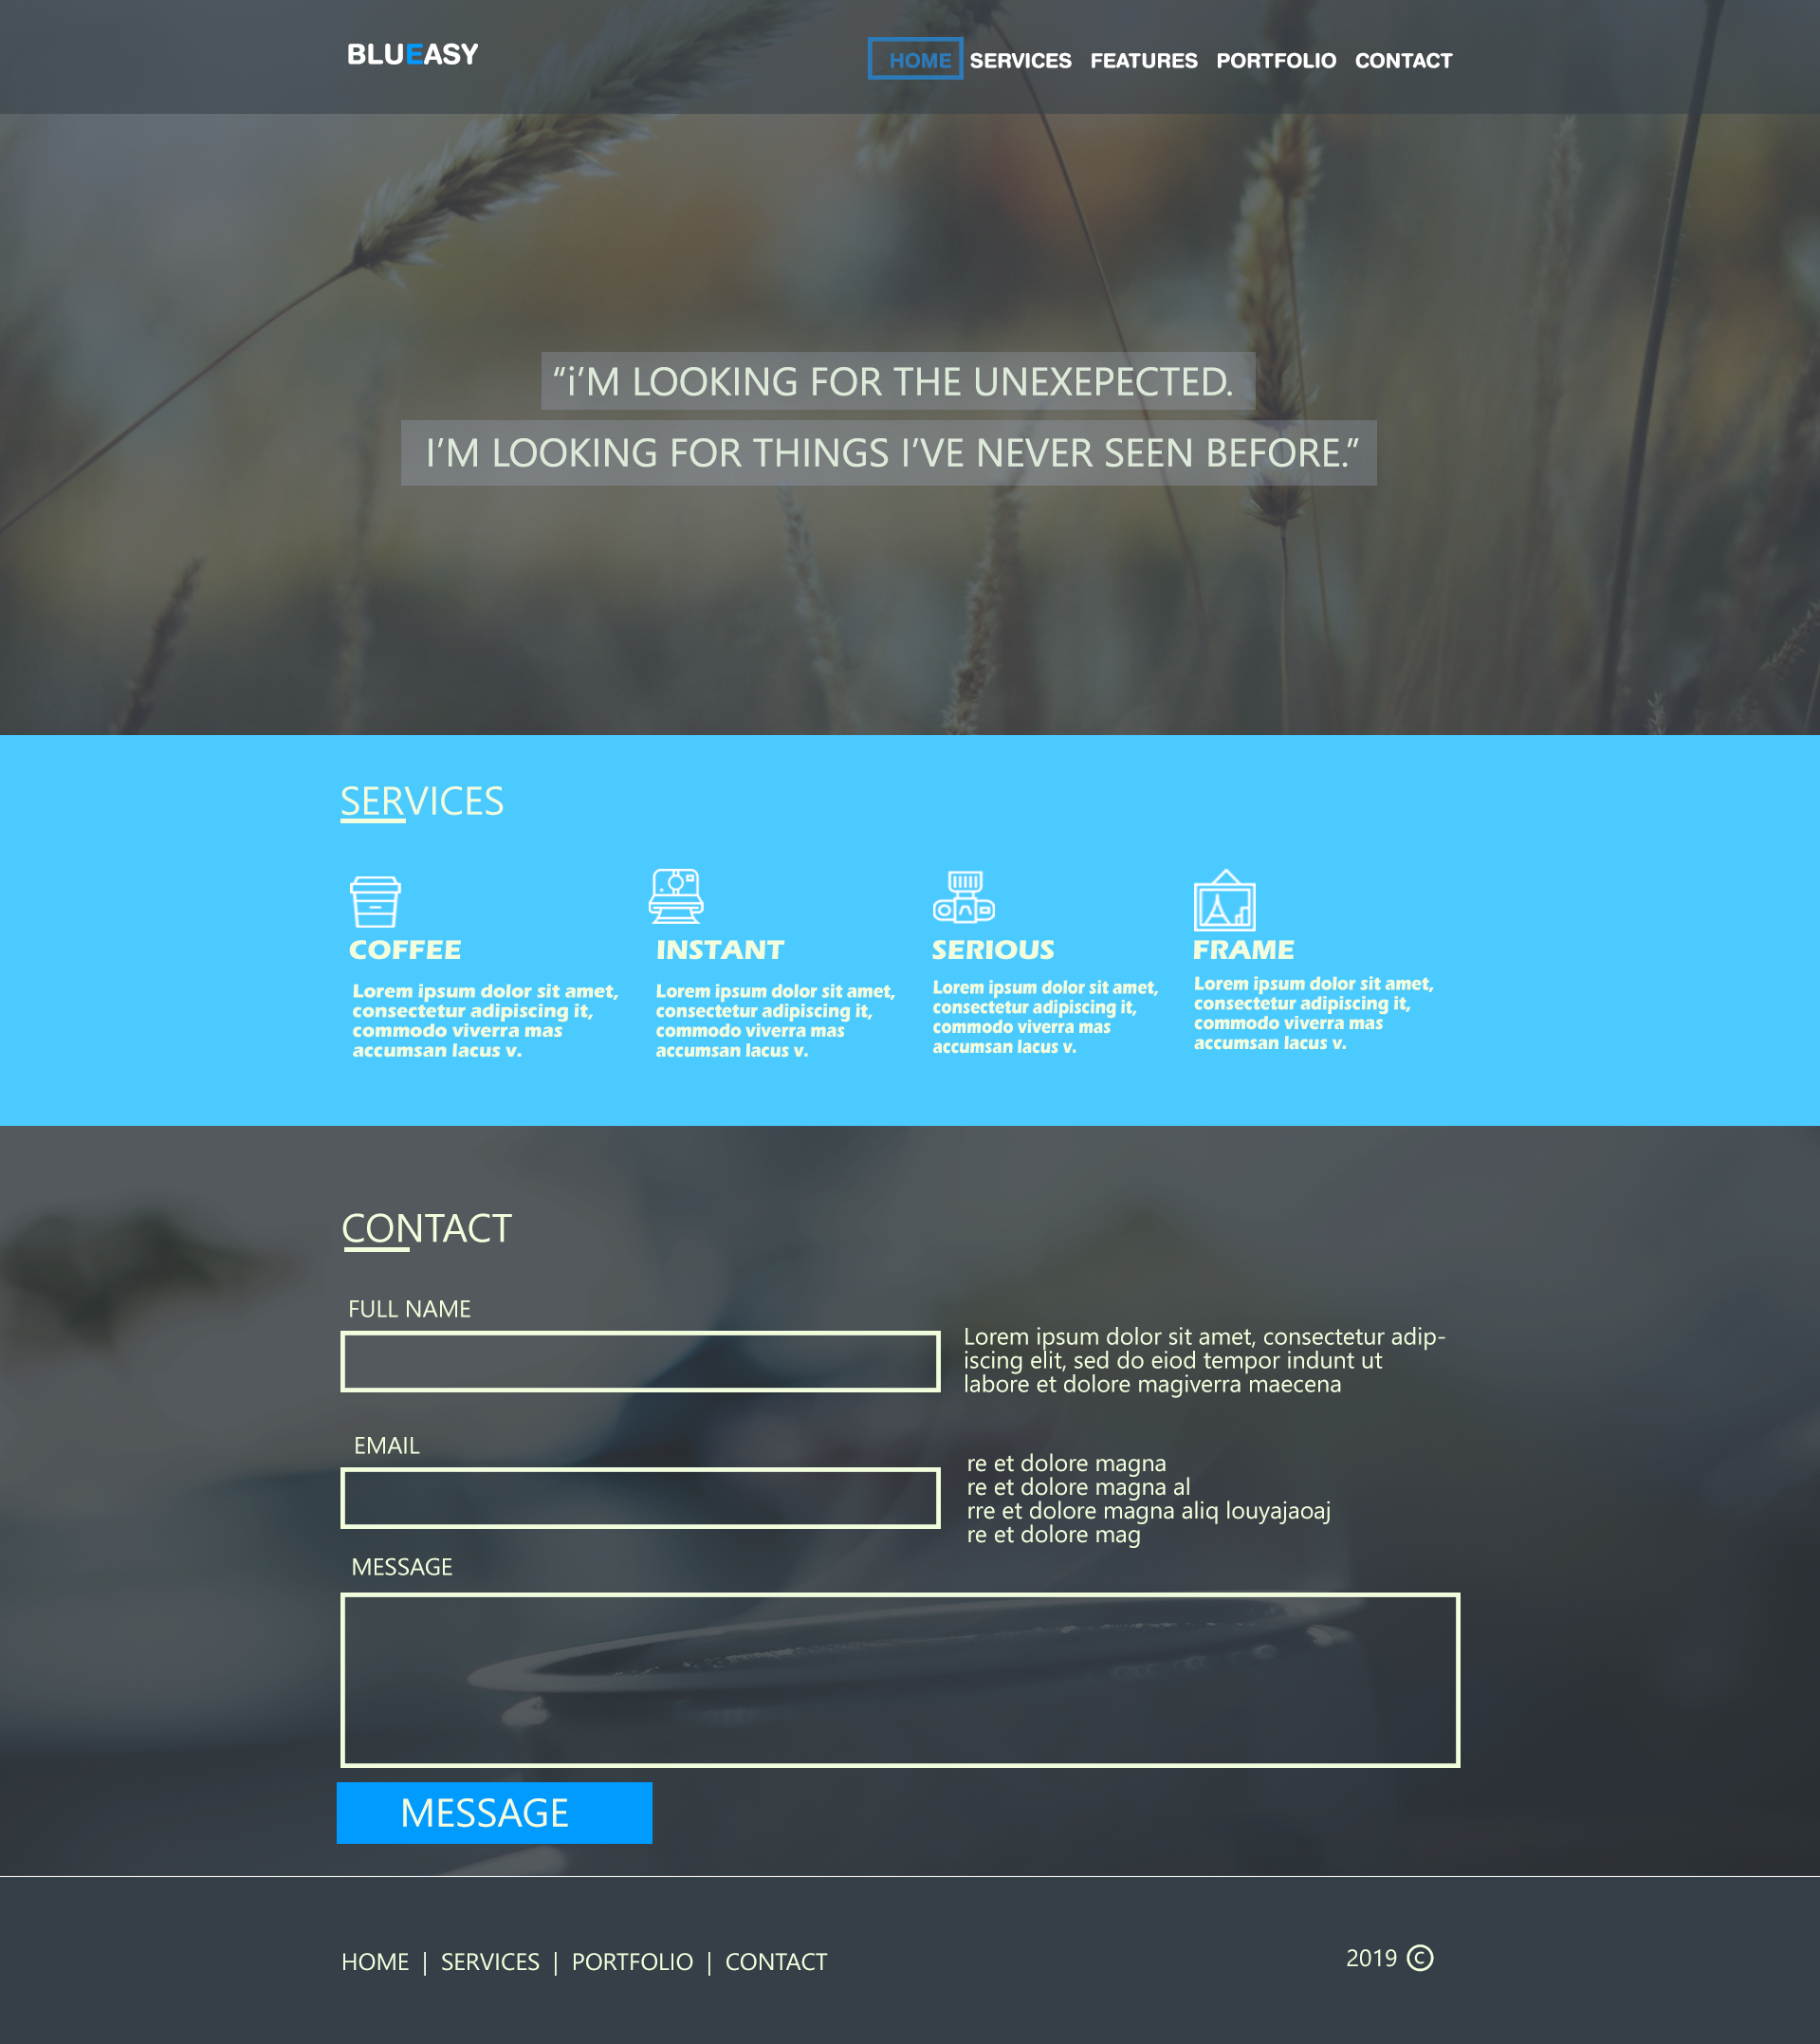 BLUEASY
HOME SERVICES FEATURES PORTFOLIO CONTACT
“i’M LOOKING FOR THE UNEXEPECTED.
I’M LOOKING FOR THINGS I’VE NEVER SEEN BEFORE.”
SERVICES
COFFEE
Lorem ipsum dolor sit amet,
consectetur adipiscing it,
commodo viverra mas
accumsan lacus v.
INSTANT
Lorem ipsum dolor sit amet,
consectetur adipiscing it,
commodo viverra mas
accumsan lacus v.
SERIOUS
Lorem ipsum dolor sit amet,
consectetur adipiscing it,
commodo viverra mas
accumsan lacus v.
FRAME
Lorem ipsum dolor sit amet,
consectetur adipiscing it,
commodo viverra mas
accumsan lacus v.
CONTACT
FULL NAME
Lorem ipsum dolor sit amet, consectetur adip-
iscing elit, sed do eiod tempor indunt ut
labore et dolore magiverra maecena
EMAIL
re et dolore magna
re et dolore magna al
rre et dolore magna aliq louyajaoaj
re et dolore mag
MESSAGE
MESSAGE
HOME | SERVICES | PORTFOLIO | CONTACT
2019 ©